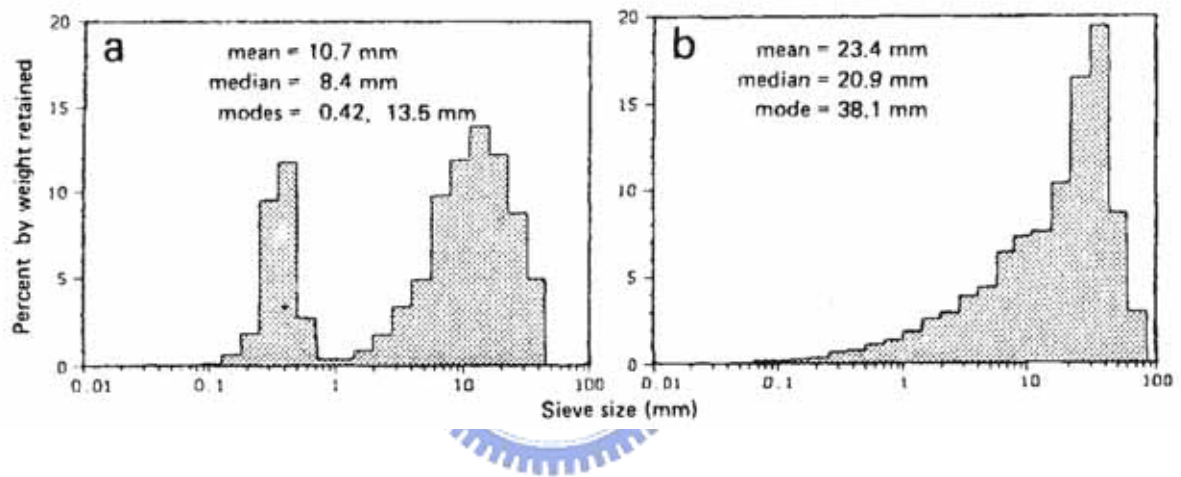 a
mean = 10.7 mm
median = 8.4 mm
modes = 0.42, 13.5 mm
20
15
10
5
0
0.01 0.1 1 10 100
Percent by weight retained
b
mean = 23.4 mm
median = 20.9 mm
mode = 38.1 mm
20
15
10
5
0
0.01 0.1 1 10 100
Sieve size (mm)